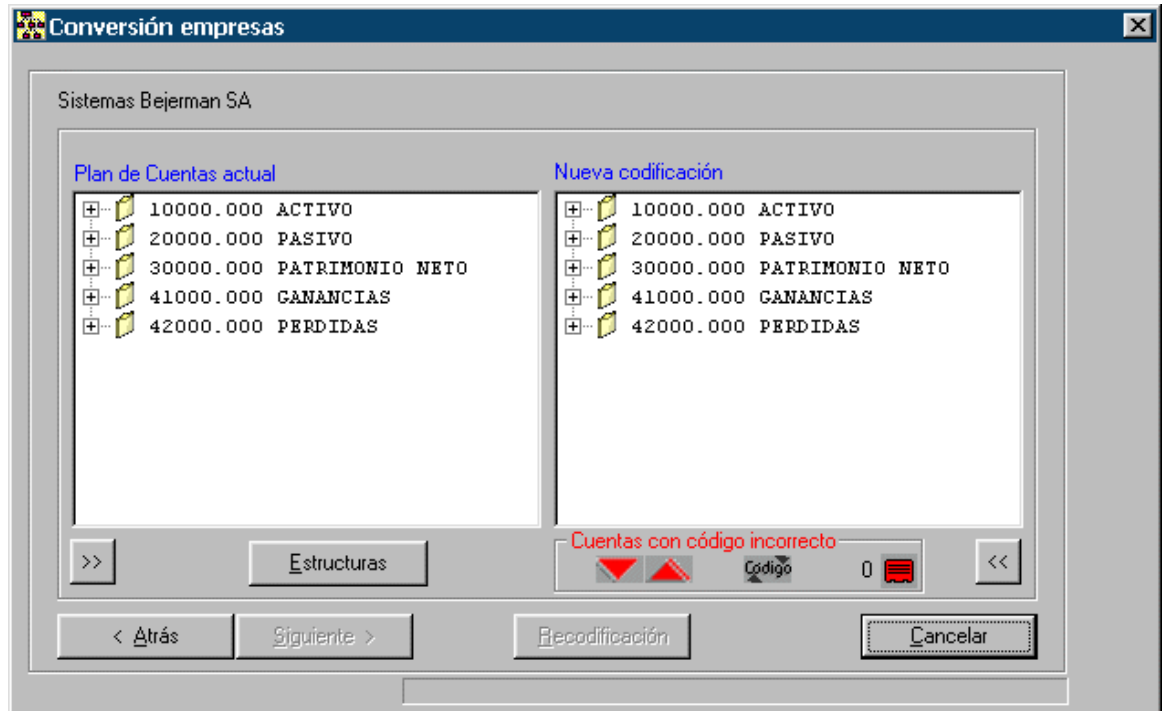 Conversión empresas
Sistemas Bejerman SA
Plan de Cuentas actual
10000.000 ACTIVO
20000.000 PASIVO
30000.000 PATRIMONIO NETO
41000.000 GANANCIAS
42000.000 PERDIDAS
Nueva codificación
10000.000 ACTIVO
20000.000 PASIVO
30000.000 PATRIMONIO NETO
41000.000 GANANCIAS
42000.000 PERDIDAS
>>
Estructuras
Cuentas con código incorrecto
Código
0
<<
< Atrás
Siguiente >
Recodificación
Cancelar